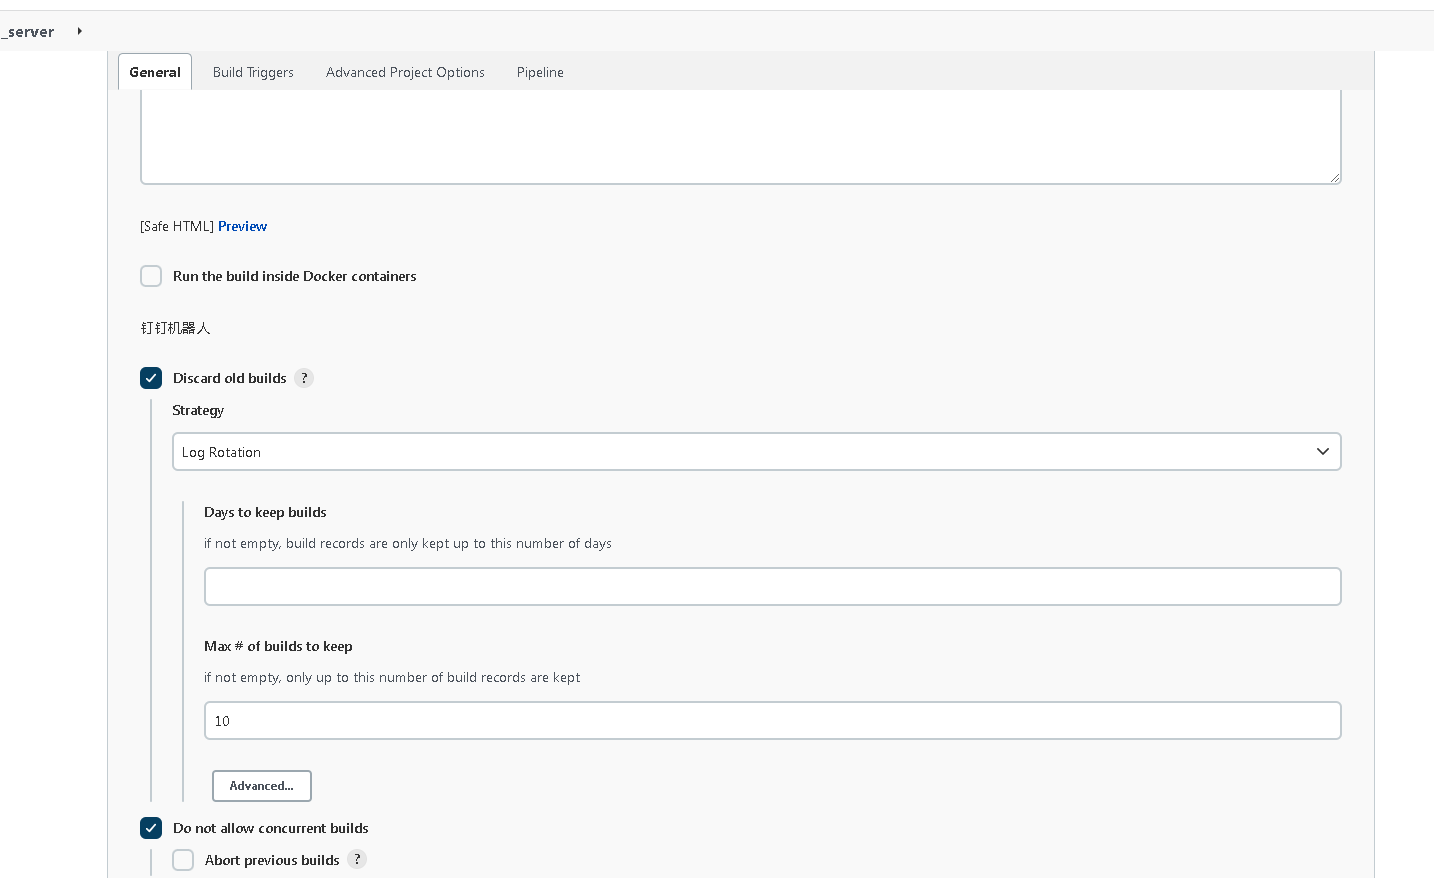 _server
General Build Triggers Advanced Project Options Pipeline
[Safe HTML] Preview
Run the build inside Docker containers
钉钉机器人
Discard old builds ?
Strategy
Log Rotation
Days to keep builds
if not empty, build records are only kept up to this number of days
Max # of builds to keep
if not empty, only up to this number of build records are kept
10
Advanced...
Do not allow concurrent builds
Abort previous builds ?